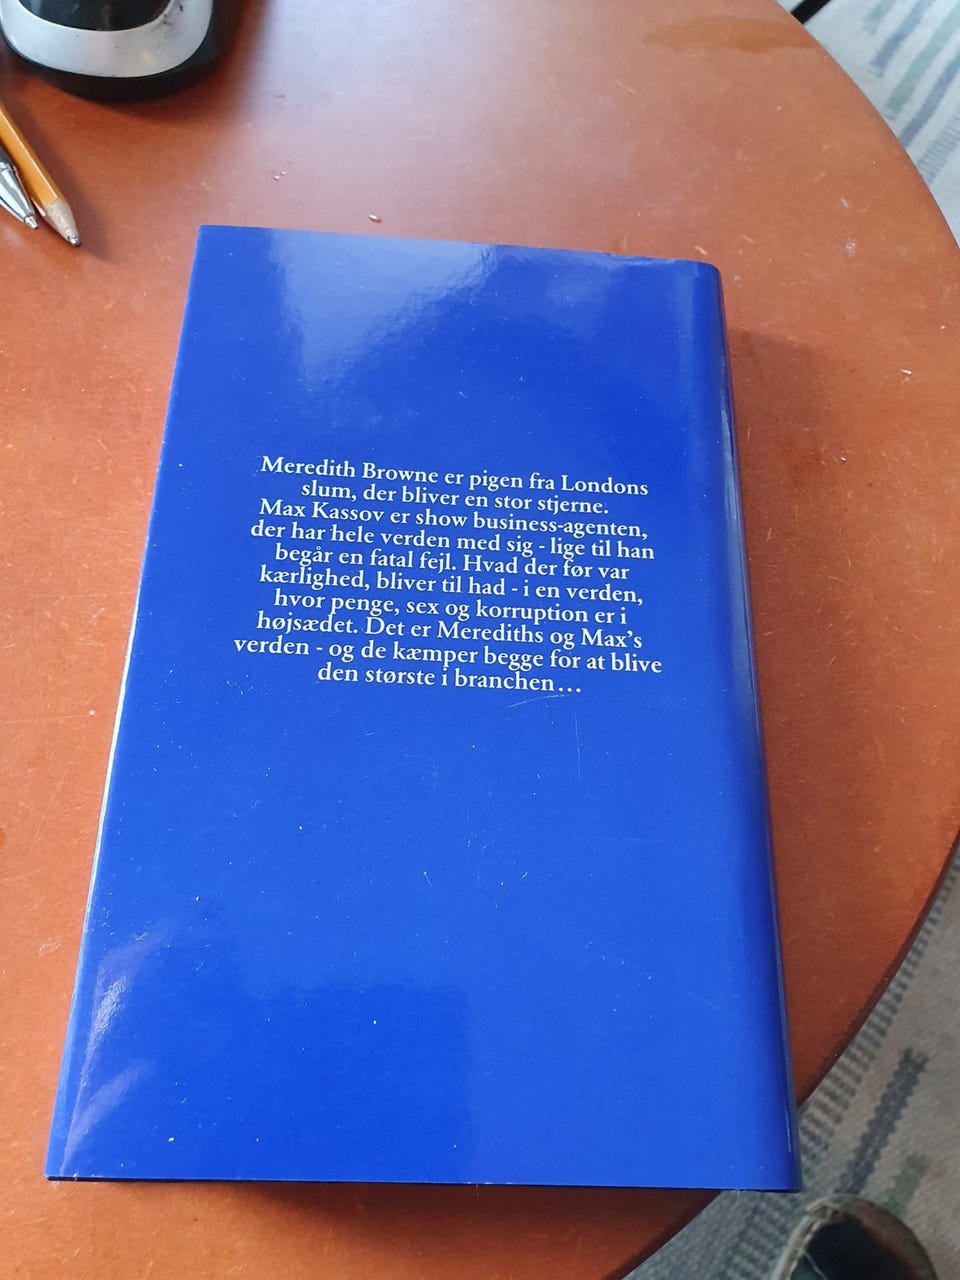 Meredith Browne er pigen fra Londons
slum, der bliver en stor stjerne.
Max Kassov er show business-agenten,
der har hele verden med sig - lige til han
begår en fatal fejl. Hvad der før var
kærlighed, bliver til had - i en verden,
hvor penge, sex og korruption er i
højsædet. Det er Merediths og Max's
verden - og de kæmper begge for at blive
den største i branchen...